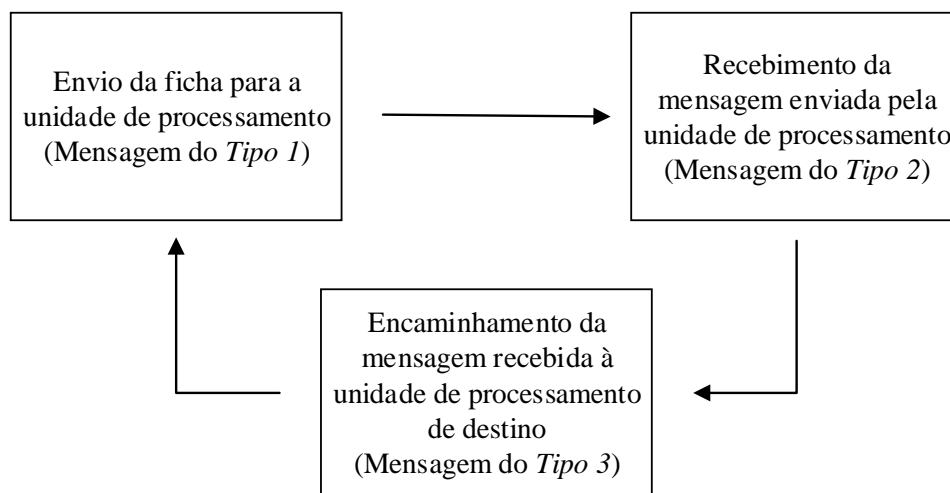 Envio da ficha para a
unidade de processamento
(Mensagem do Tipo 1)
Recebimento da
mensagem enviada pela
unidade de processamento
(Mensagem do Tipo 2)
Encaminhamento da
mensagem recebida à
unidade de processamento
de destino
(Mensagem do Tipo 3)